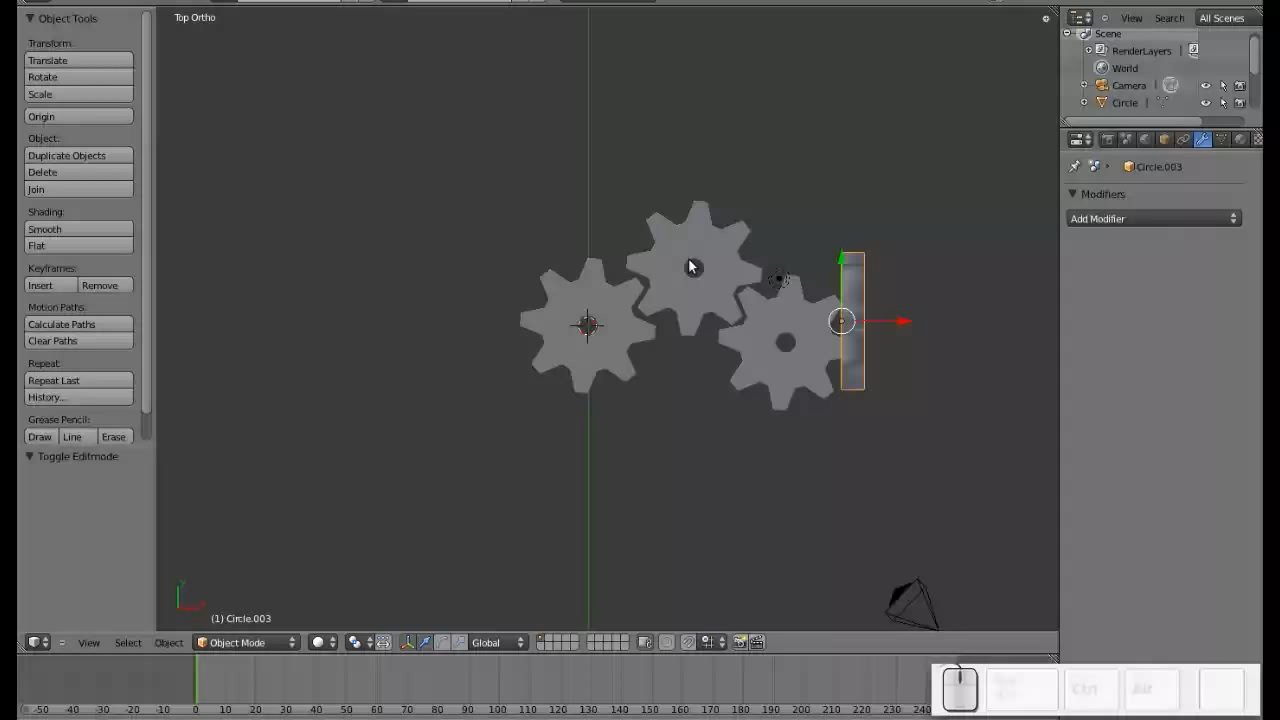 Object Tools
Transform:
Translate
Rotate
Scale
Origin
Object:
Duplicate Objects
Delete
Join
Shading:
Smooth
Flat
Keyframes:
Insert Remove
Motion Paths:
Calculate Paths
Clear Paths
Repeat:
Repeat Last
History...
Grease Pencil:
Draw Line Erase
Toggle Editmode
Top Ortho
(1) Circle.003
View Select Object Object Mode Global
View Search All Scenes
Scene
RenderLayers
World
Camera
Circle
Circle.003
Modifiers
Add Modifier
-50 -40 -30 -20 -10 0 10 20 30 40 50 60 70 80 90 100 110 120 130 140 150 160 170 180 190 200 210 220 230 240
Ctrl Alt